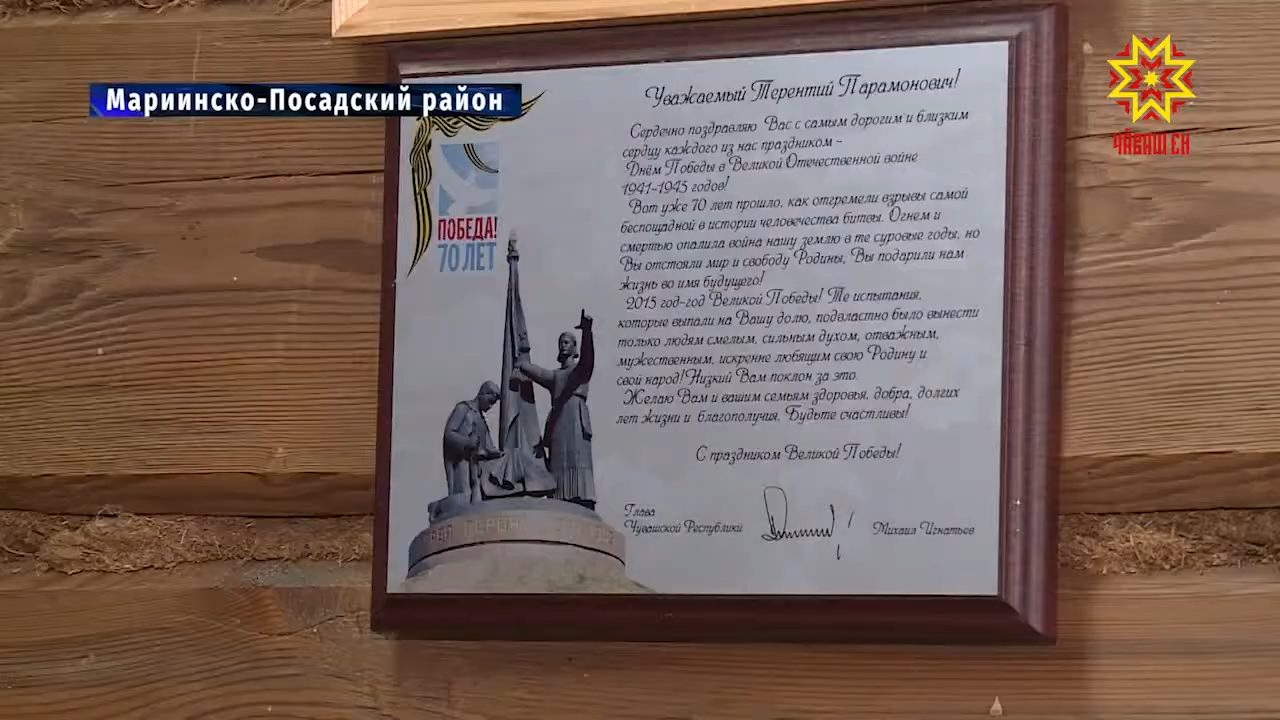 Мариинско-Посадский район
ЧӐВАШ ЕН
ПОБЕДА!
70 ЛЕТ
Уважаемый Терентий Парамонович!
Сердечно поздравляю Вас с самым дорогим и близким
сердцу каждого из нас праздником –
Днём Победы в Великой Отечественной войне
1941-1945 годов!
Вот уже 70 лет прошло, как отгремели взрывы самой
беспощадной в истории человечества битвы. Огнем и
смертью опалила война нашу землю в те суровые годы, но
Вы отстояли мир и свободу Родины, Вы подарили нам
жизнь во имя будущего!
2015 год-год Великой Победы! Те испытания,
которые выпали на Вашу долю, подвластно было вынести
только людям смелым, сильным духом, отважным,
мужественным, искренне любящим свою Родину и
свой народ! Низкий Вам поклон за это.
Желаю Вам и вашим семьям здоровья, добра, долгих
лет жизни и благополучия. Будьте счастливы!
С праздником Великой Победы!
Глава
Чувашской Республики
Михаил Игнатьев